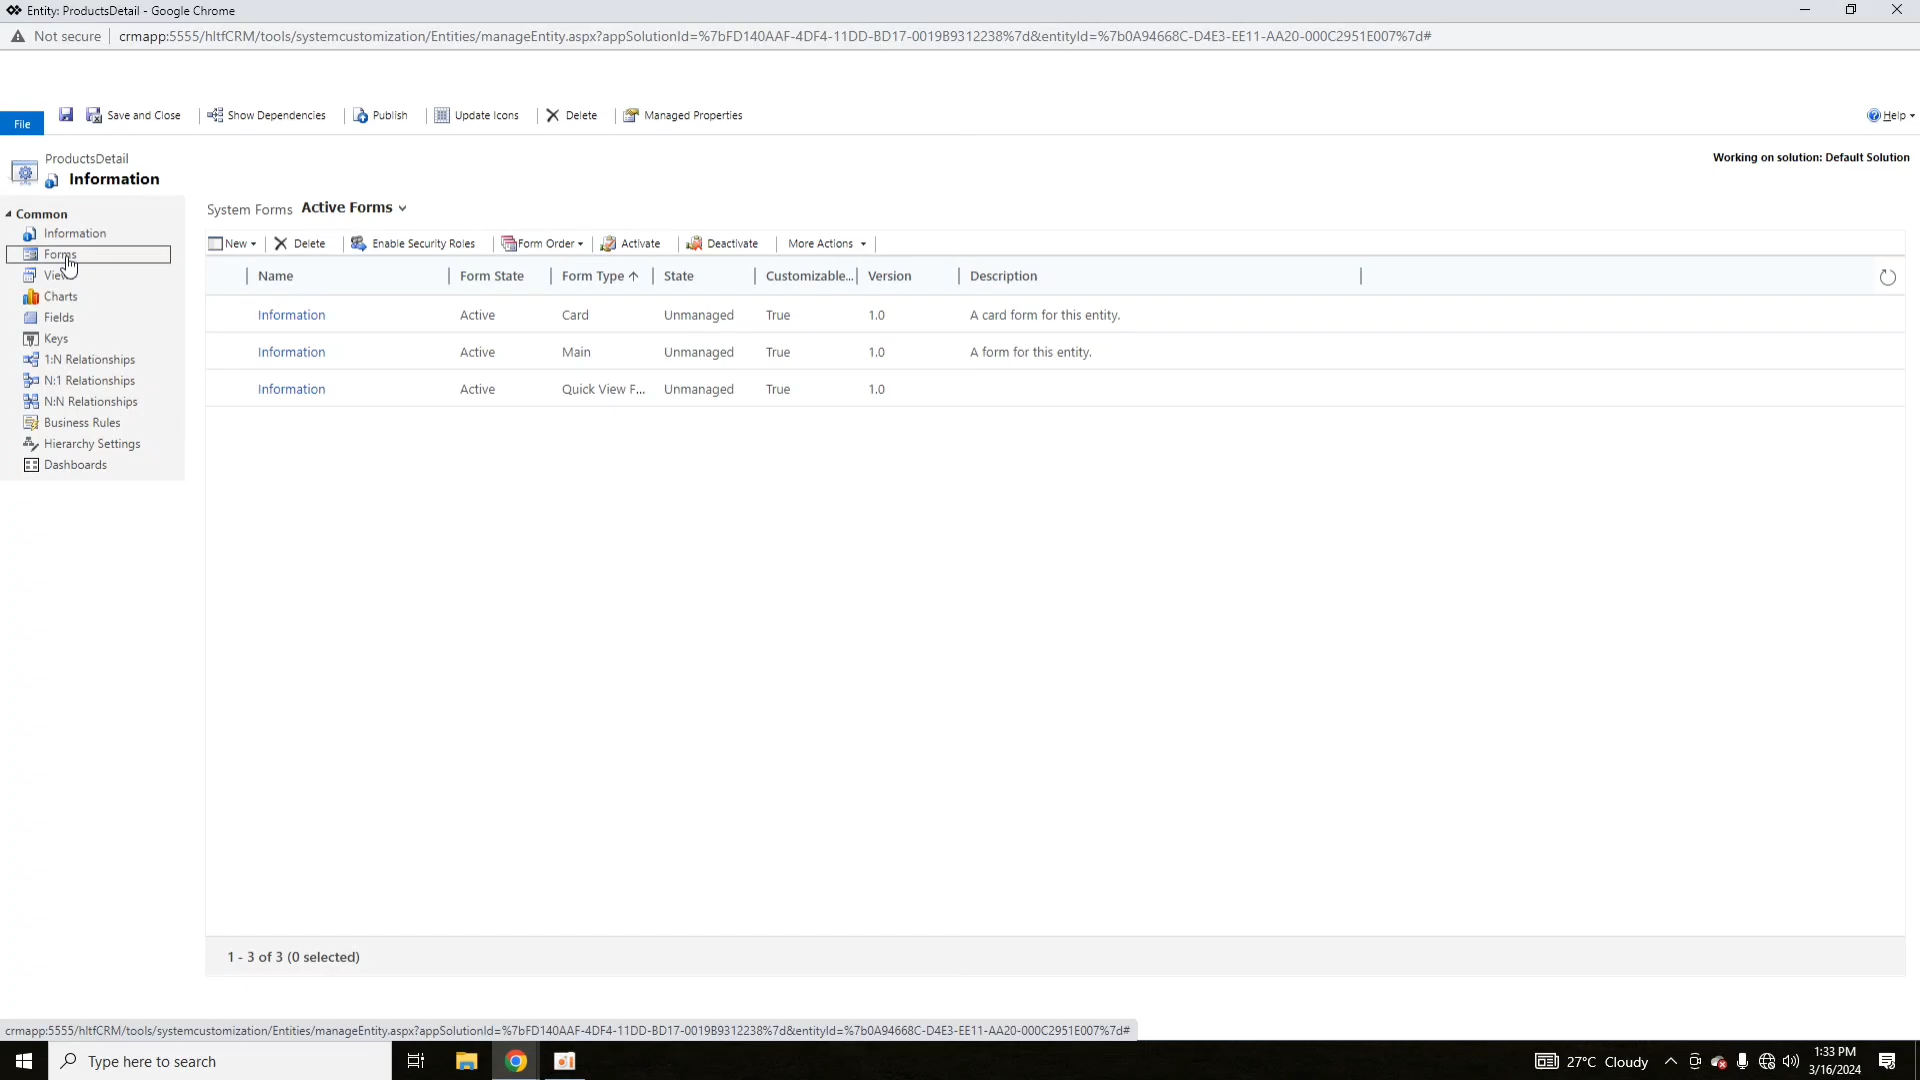 Entity: ProductsDetail - Google Chrome
Not secure crmapp:5555/hltfCRM/tools/systemcustomization/Entities/manageEntity.aspx?appSolutionId=%7bFD140AAF-4DF4-11DD-BD17-0019B9312238%7d&entityId=%7b0A94668C-D4E3-EE11-AA20-000C2951E007%7d#
File Save and Close Show Dependencies Publish Update Icons Delete Managed Properties Help
ProductsDetail
Information
Working on solution: Default Solution
Common
Information
Forms
Charts
Fields
Keys
1:N Relationships
N:1 Relationships
N:N Relationships
Business Rules
Hierarchy Settings
Dashboards
System Forms Active Forms
New Delete Enable Security Roles Form Order Activate Deactivate More Actions
Name Form State Form Type State Customizable... Version Description
Information Active Card Unmanaged True 1.0 A card form for this entity.
Information Active Main Unmanaged True 1.0 A form for this entity.
Information Active Quick View F... Unmanaged True 1.0
1 - 3 of 3 (0 selected)
crmapp:5555/hltfCRM/tools/systemcustomization/Entities/manageEntity.aspx?appSolutionId=%7bFD140AAF-4DF4-11DD-BD17-0019B9312238%7d&entityId=%7b0A94668C-D4E3-EE11-AA20-000C2951E007%7d#
Type here to search
27°C Cloudy
1:33 PM
3/16/2024